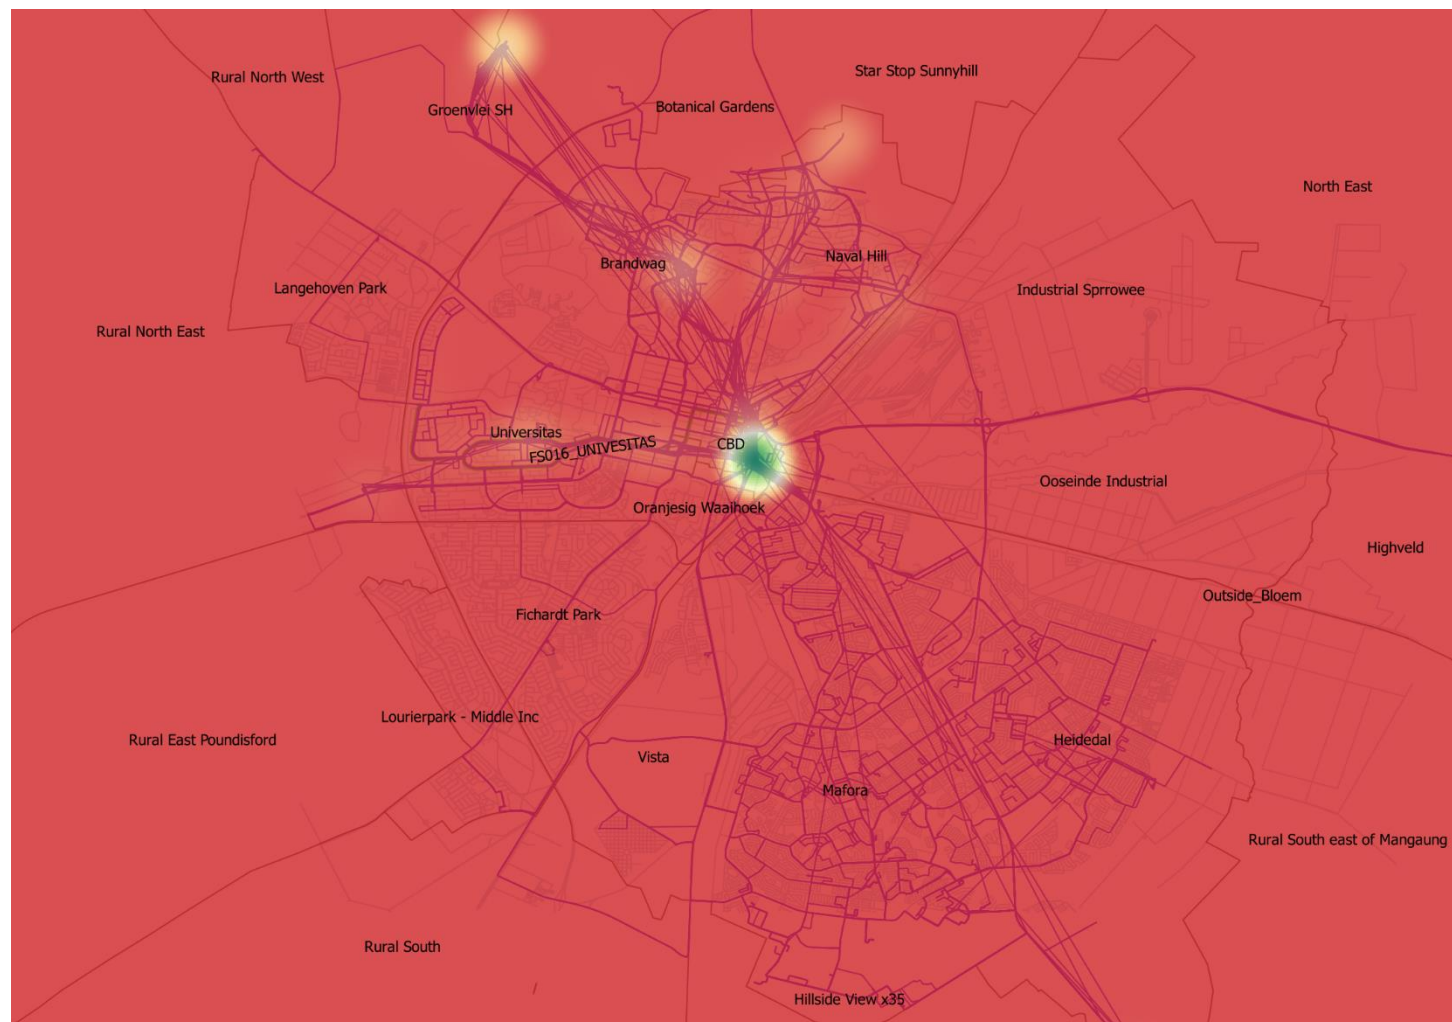 Star Stop Sunnyhill
Rural North West
Botanical Gardens
Groenvlei SH
North East
Naval Hill
Brandwag
Langehoven Park
Industrial Sprrowee
Rural North East
Universitas
CBD
FS016_UNIVESITAS
Ooseinde Industrial
Oranjesig Waaihoek
Highveld
Outside_Bloem
Fichardt Park
Lourierpark - Middle Inc
Rural East Poundisford
Heidedal
Vista
Mafora
Rural South east of Mangaung
Rural South
Hillside View x35